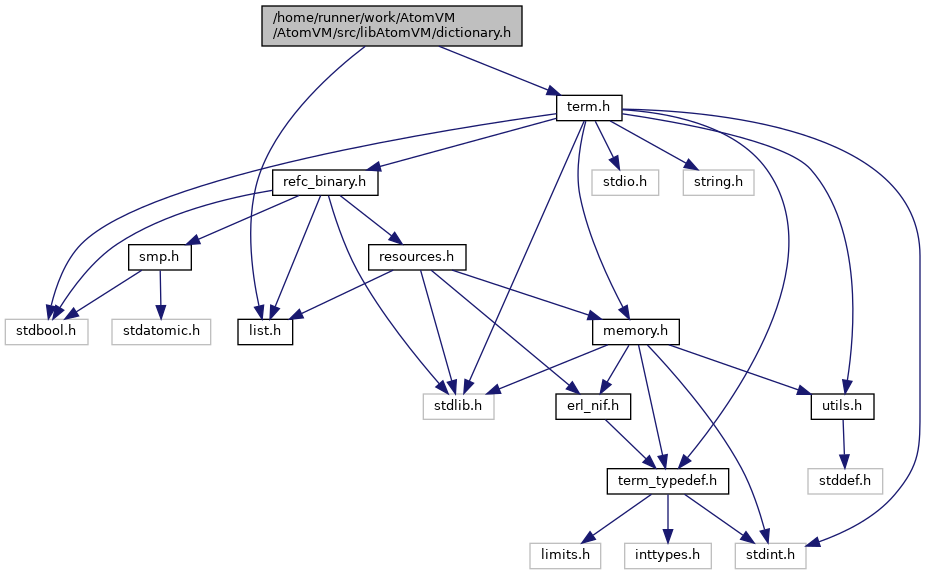 /home/runner/work/AtomVM
/AtomVM/src/libAtomVM/dictionary.h
term.h
refc_binary.h
stdio.h
string.h
smp.h
resources.h
stdbool.h
stdatomic.h
list.h
memory.h
stdlib.h
erl_nif.h
utils.h
term_typedef.h
stddef.h
limits.h
inttypes.h
stdint.h